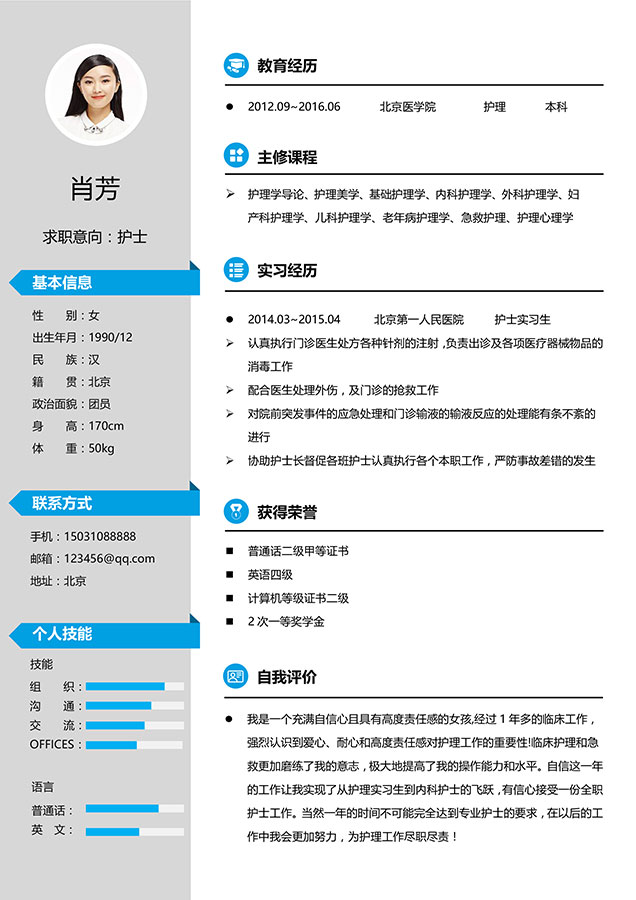 肖芳
求职意向：护士
基本信息
性 别：女
出生年月：1990/12
民 族：汉
籍 贯：北京
政治面貌：团员
身 高：170cm
体 重：50kg
联系方式
手机：15031088888
邮箱：123456@qq.com
地址：北京
个人技能
技能
组 织：
沟 通：
交 流：
OFFICES：
语言
普通话：
英 文：
教育经历
2012.09~2016.06 北京医学院 护理 本科
主修课程
护理学导论、护理美学、基础护理学、内科护理学、外科护理学、妇
产科护理学、儿科护理学、老年病护理学、急救护理、护理心理学
实习经历
2014.03~2015.04 北京第一人民医院 护士实习生
认真执行门诊医生处方各种针剂的注射,负责出诊及各项医疗器械物品的
消毒工作
配合医生处理外伤，及门诊的抢救工作
对院前突发事件的应急处理和门诊输液的输液反应的处理能有条不紊的
进行
协助护士长督促各班护士认真执行各个本职工作，严防事故差错的发生
获得荣誉
普通话二级甲等证书
英语四级
计算机等级证书二级
2 次一等奖学金
自我评价
我是一个充满自信心且具有高度责任感的女孩,经过 1 年多的临床工作，
强烈认识到爱心、耐心和高度责任感对护理工作的重要性!临床护理和急
救更加磨练了我的意志，极大地提高了我的操作能力和水平。自信这一年
的工作让我实现了从护理实习生到内科护士的飞跃,有信心接受一份全职
护士工作。当然一年的时间不可能完全达到专业护士的要求，在以后的工
作中我会更加努力，为护理工作尽职尽责！